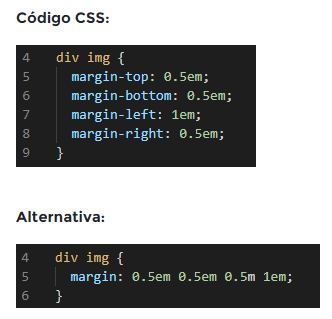 Código CSS:
4 div img {
5 margin-top: 0.5em;
6 margin-bottom: 0.5em;
7 margin-left: 1em;
8 margin-right: 0.5em;
9 }
Alternativa:
4 div img {
5 margin: 0.5em 0.5em 0.5m 1em;
6 }